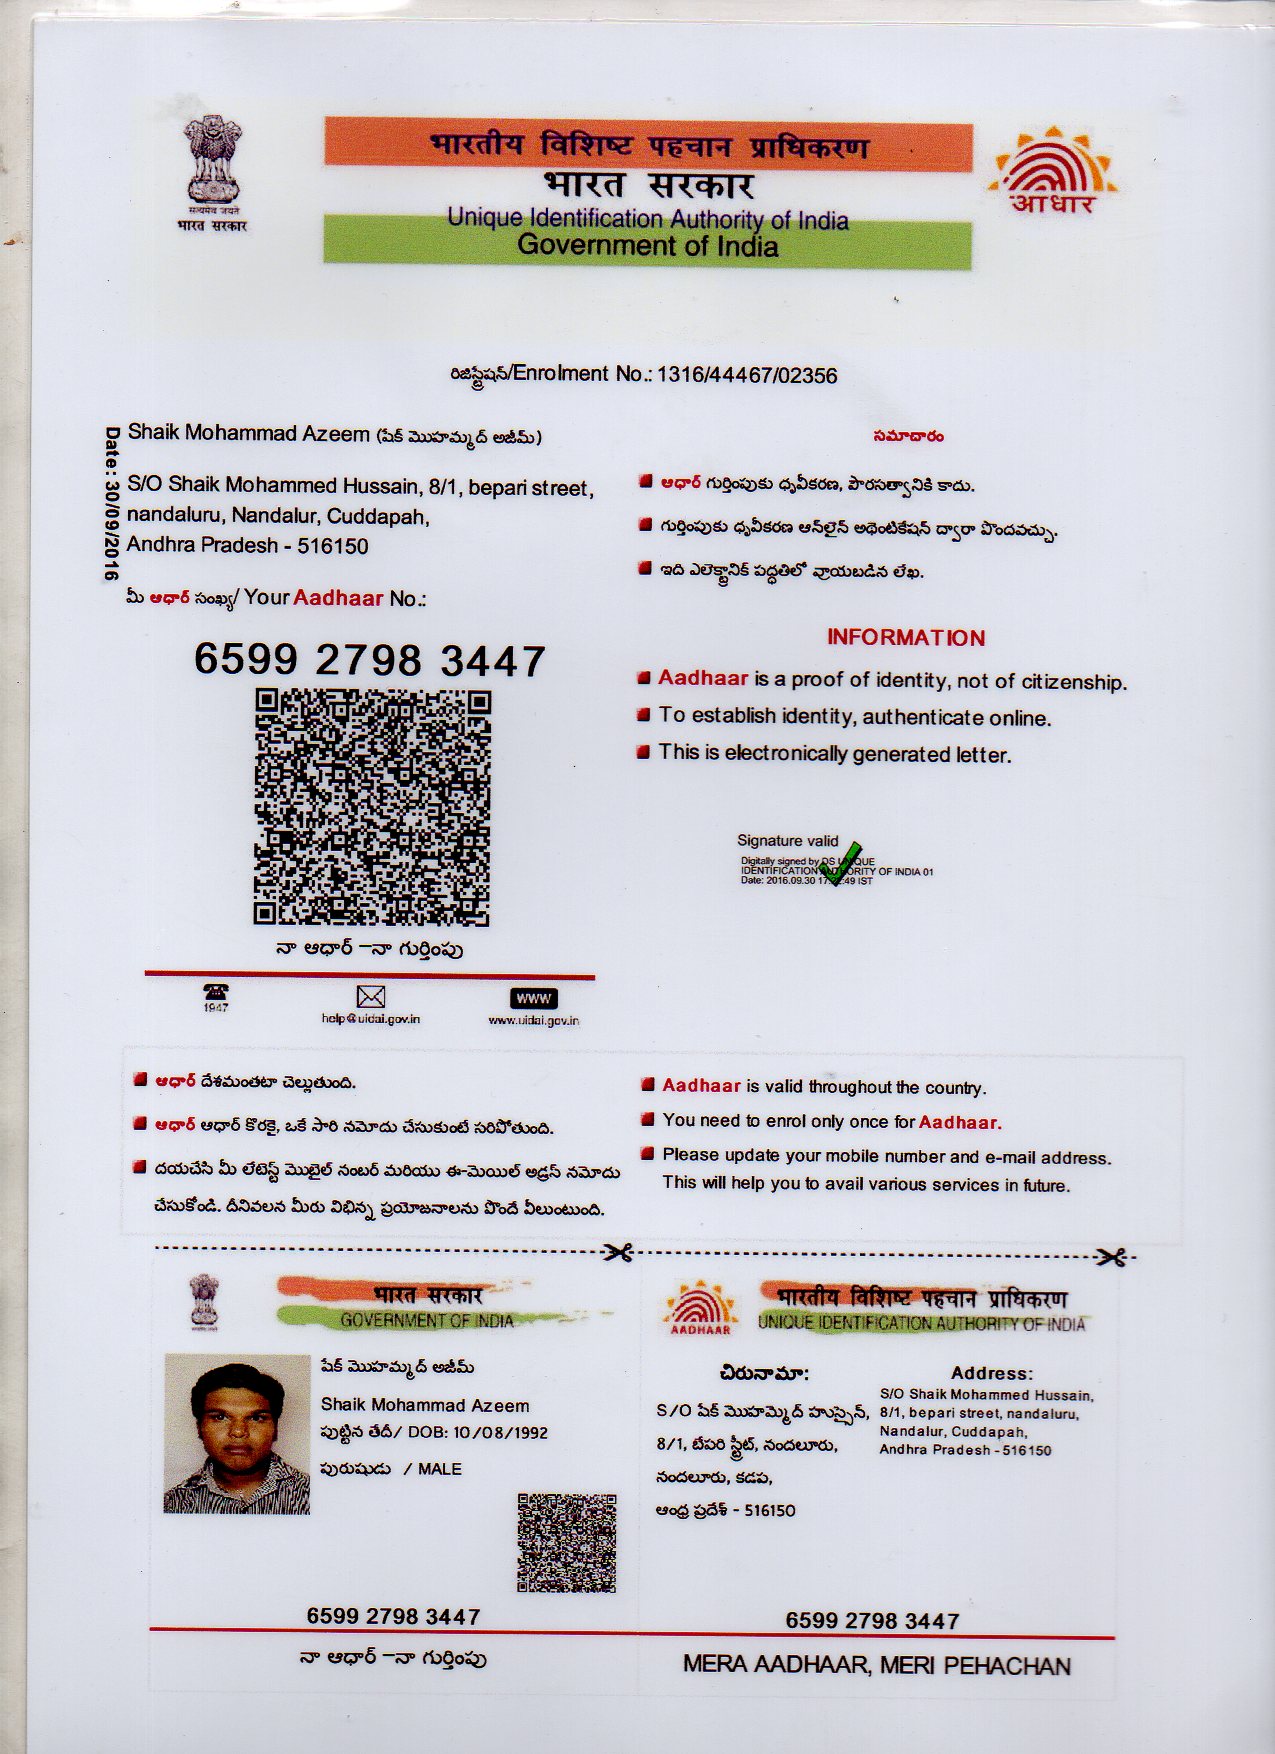 सत्यमेव जयते
भारत सरकार
भारतीय विशिष्ट पहचान प्राधिकरण
भारत सरकार
Unique Identification Authority of India
Government of India
आधार
రిజిస్ట్రేషన్/Enrolment No.: 1316/44467/02356
Date: 30/09/2016
Shaik Mohammad Azeem (షేక్ మొహమ్మద్ అజీమ్)
S/O Shaik Mohammed Hussain, 8/1, bepari street,
nandaluru, Nandalur, Cuddapah,
Andhra Pradesh - 516150
మీ ఆధార్ సంఖ్య/ Your Aadhaar No.:
6599 2798 3447
నా ఆధార్ –నా గుర్తింపు
1947
help@uidai.gov.in
www
www.uidai.gov.in
సమాచారం
ఆధార్ గుర్తింపుకు ధృవీకరణ, పౌరసత్వానికి కాదు.
గుర్తింపుకు ధృవీకరణ ఆన్‌లైన్ అథెంటికేషన్ ద్వారా పొందవచ్చు.
ఇది ఎలెక్ట్రానిక్ పద్ధతిలో వ్రాయబడిన లేఖ.
INFORMATION
Aadhaar is a proof of identity, not of citizenship.
To establish identity, authenticate online.
This is electronically generated letter.
Signature valid
Digitally signed by DS UNIQUE
IDENTIFICATION AUTHORITY OF INDIA 01
Date: 2016.09.30 IST
ఆధార్ దేశమంతటా చెల్లుతుంది.
ఆధార్ ఆధార్ కొరకై, ఒకే సారి నమోదు చేసుకుంటే సరిపోతుంది.
దయచేసి మీ లేటెస్ట్ మొబైల్ నంబర్ మరియు ఈ-మెయిల్ అడ్రస్ నమోదు
చేసుకోండి. దీనివలన మీరు విభిన్న ప్రయోజనాలను పొందే వీలుంటుంది.
Aadhaar is valid throughout the country.
You need to enrol only once for Aadhaar.
Please update your mobile number and e-mail address.
This will help you to avail various services in future.
भारत सरकार
GOVERNMENT OF INDIA
షేక్ మొహమ్మద్ అజీమ్
Shaik Mohammad Azeem
పుట్టిన తేదీ/ DOB: 10/08/1992
పురుషుడు / MALE
6599 2798 3447
నా ఆధార్ –నా గుర్తింపు
AADHAAR
भारतीय विशिष्ट पहचान प्राधिकरण
UNIQUE IDENTIFICATION AUTHORITY OF INDIA
చిరునామా:
S/O షేక్ మొహమ్మెద్ హుస్సైన్,
8/1, బేపరి స్ట్రీట్, నందలూరు,
నందలూరు, కడప,
ఆంధ్ర ప్రదేశ్ - 516150
Address:
S/O Shaik Mohammed Hussain,
8/1, bepari street, nandaluru,
Nandalur, Cuddapah,
Andhra Pradesh - 516150
6599 2798 3447
MERA AADHAAR, MERI PEHACHAN